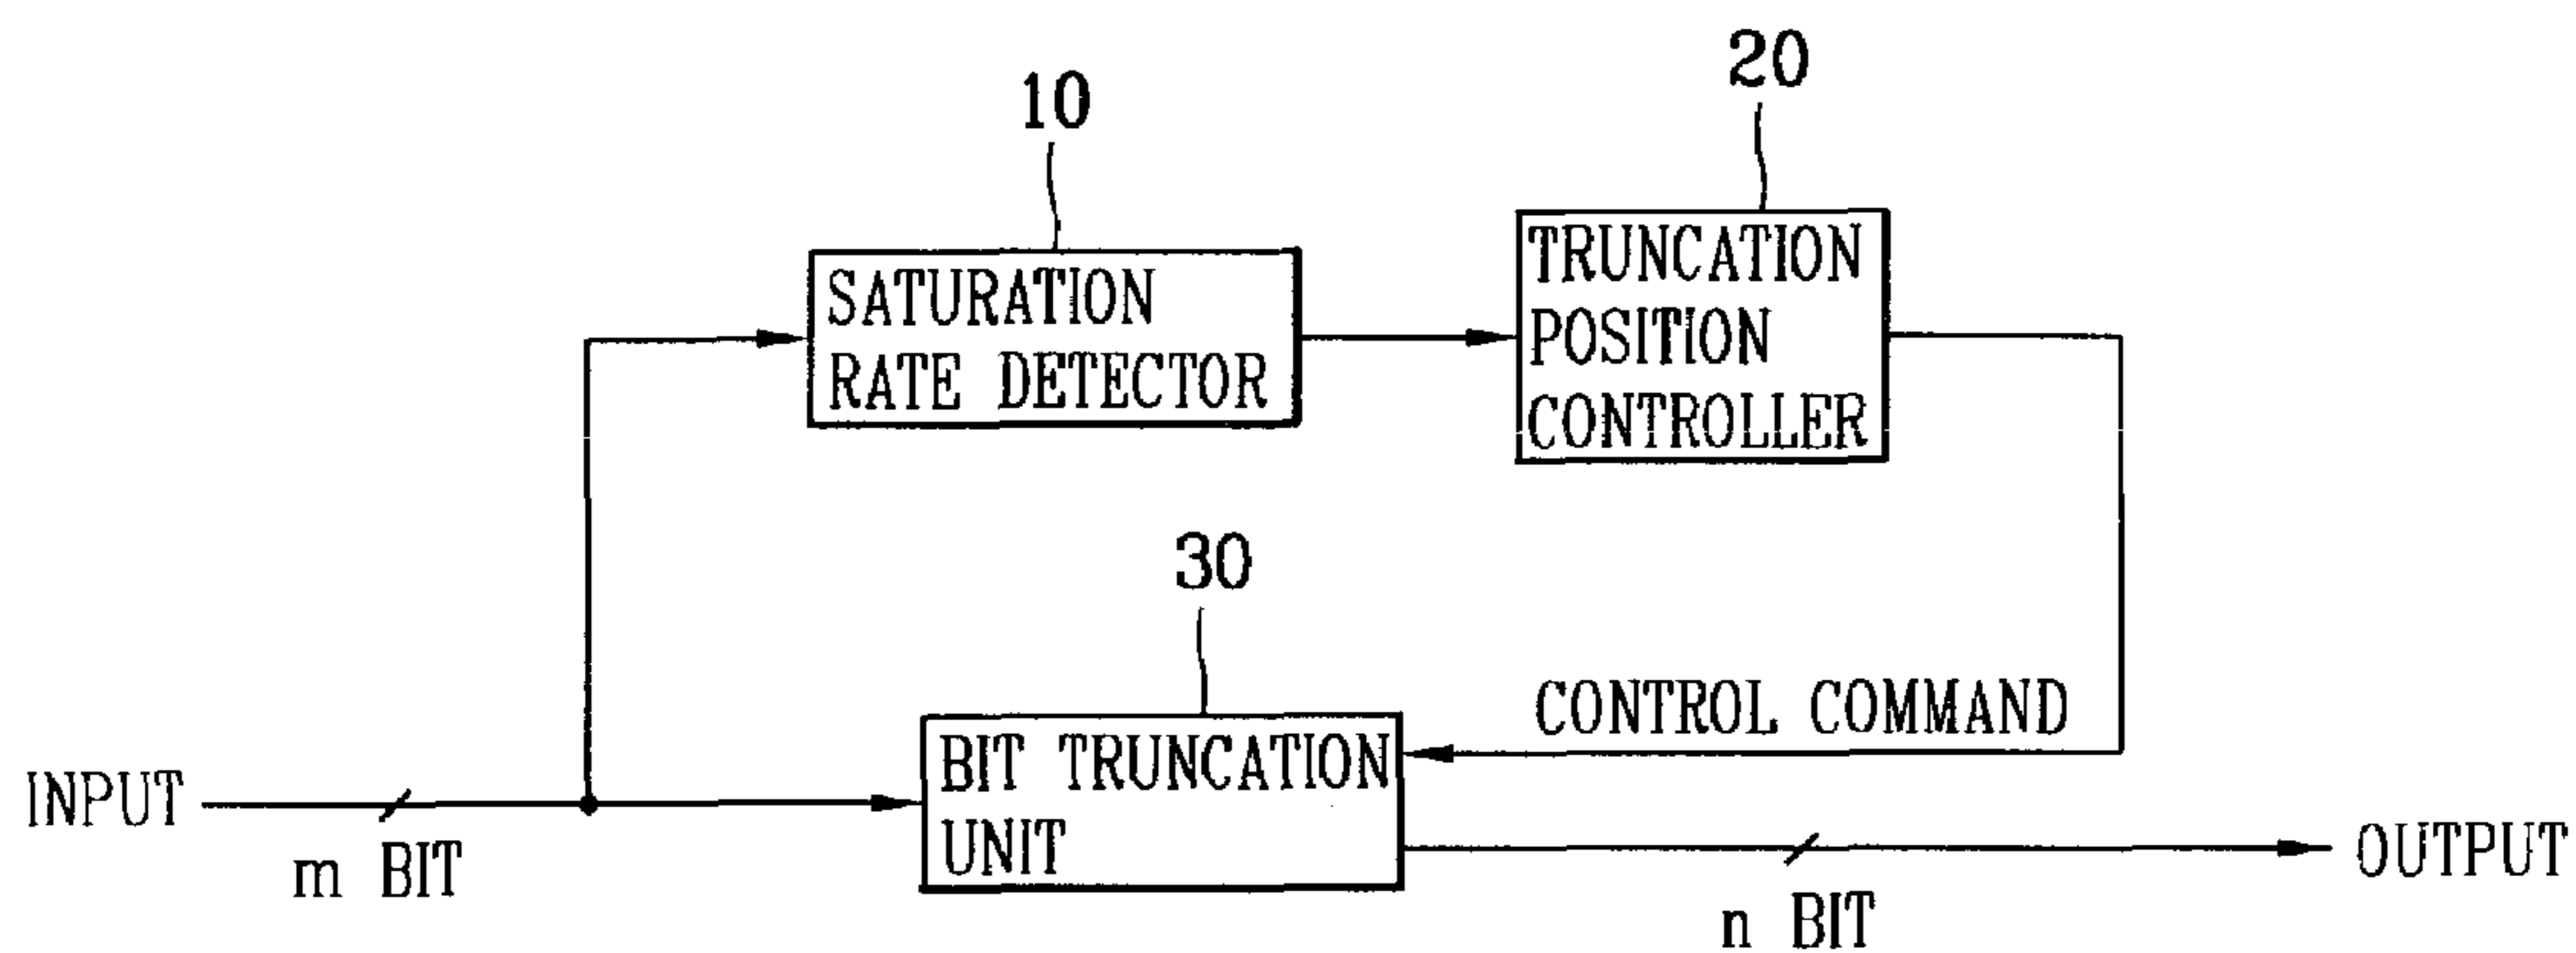 20
10
TRUNCATION
POSITION
CONTROLLER
SATURATION
RATE DETECTOR
30
CONTROL COMMAND
BIT TRUNCATION
UNIT
INPUT
m BIT
OUTPUT
n BIT